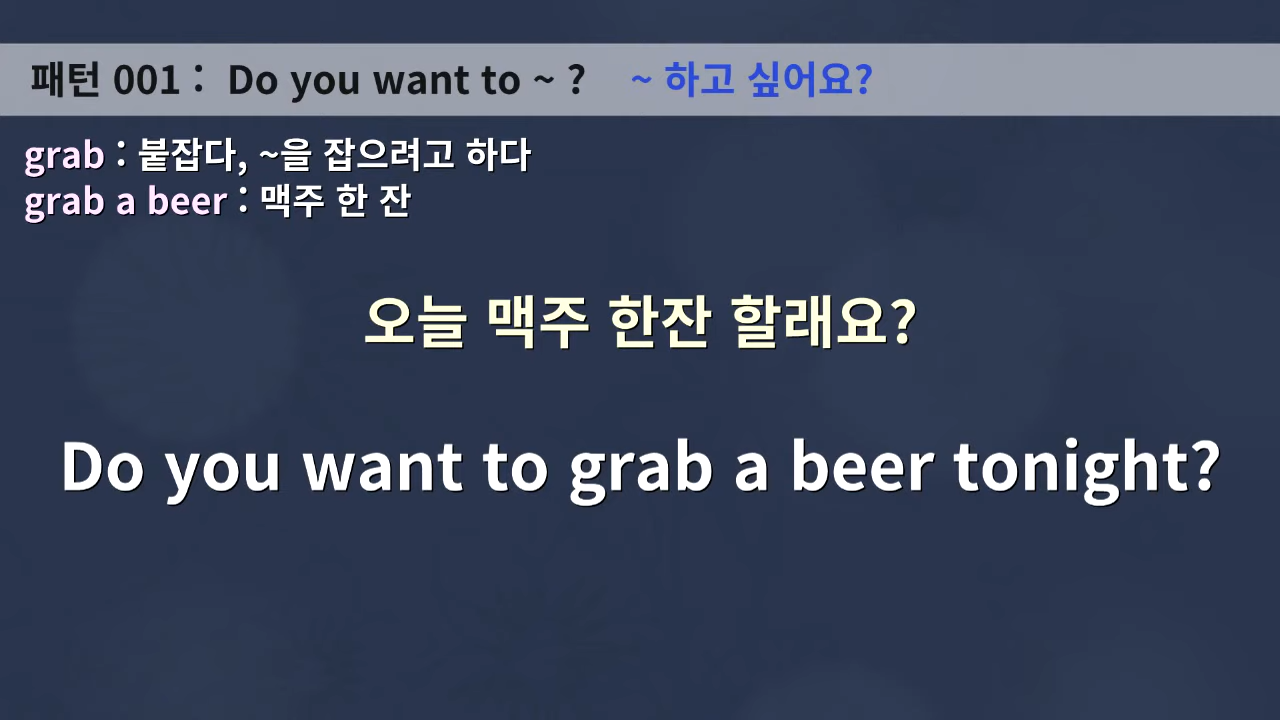 패턴 001 : Do you want to ~ ? ~ 하고 싶어요?
grab : 붙잡다, ~을 잡으려고 하다
grab a beer : 맥주 한 잔
오늘 맥주 한잔 할래요?
Do you want to grab a beer tonight?